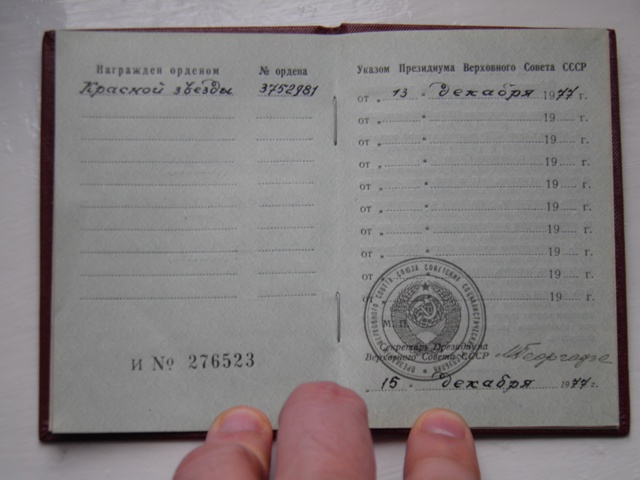 Награжден орденом № ордена
Красной звезды 3752981
И № 276523
Указом Президиума Верховного Совета СССР
от „ 13 " декабря 1977 г.
от „ " 19 г.
от „ " 19 г.
от „ " 19 г.
от „ " 19 г.
от „ " 19 г.
от „ " 19 г.
от „ " 19 г.
от „ " 19 г.
от „ " 19 г.
М. П.
Секретарь Президиума
Верховного Совета СССР МГеоргадзе
„ 15 " декабря 1977 г.